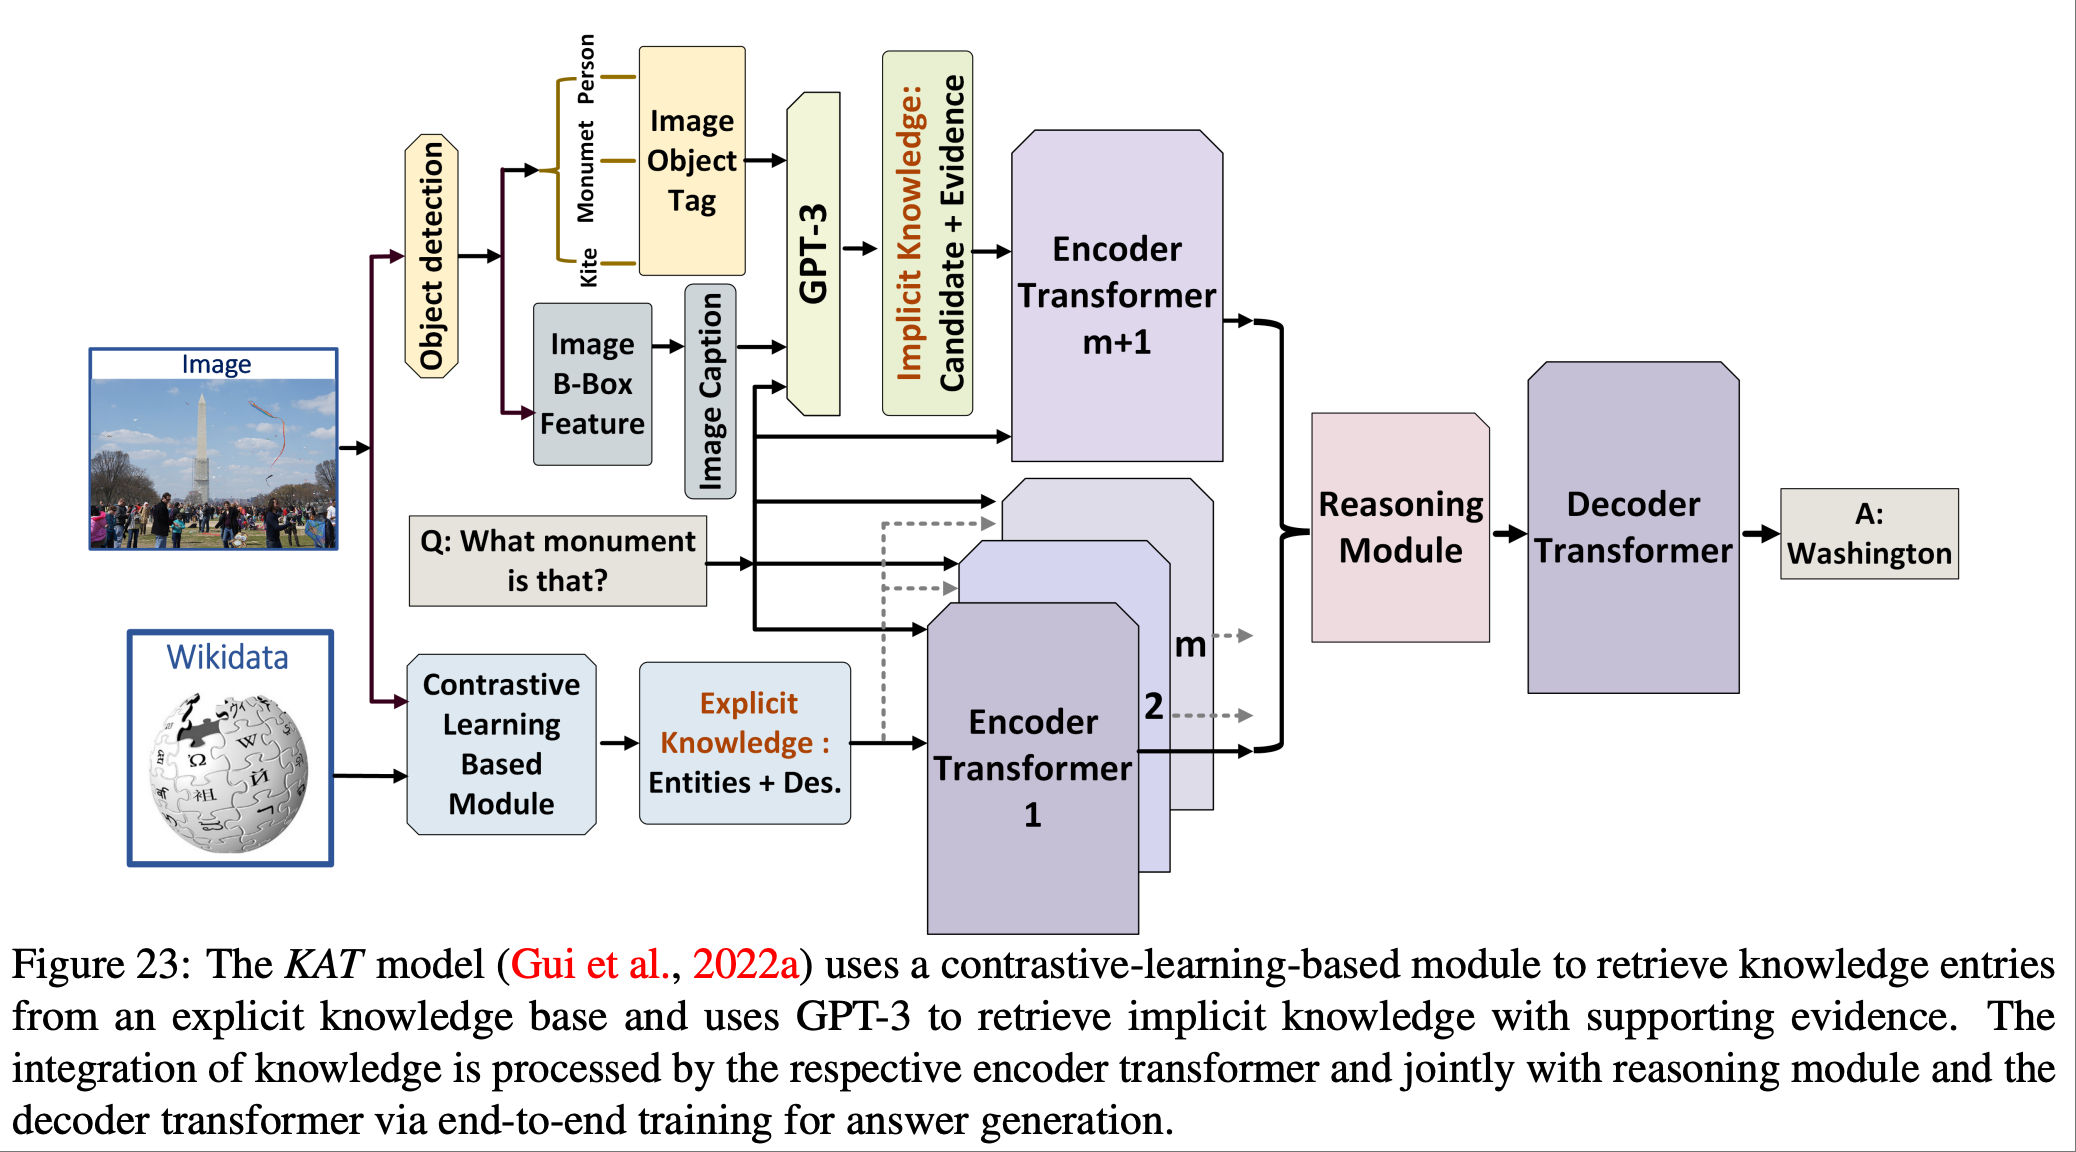 Person
Monumet
Kite
Image
Object
Tag
Object detection
Image
B-Box
Feature
Image Caption
GPT-3
Implicit Knowledge:
Candidate + Evidence
Encoder
Transformer
m+1
Image
Q: What monument
is that?
Wikidata
Contrastive
Learning
Based
Module
Explicit
Knowledge :
Entities + Des.
Encoder
Transformer
1
2
m
Reasoning
Module
Decoder
Transformer
A:
Washington
Figure 23: The KAT model (Gui et al., 2022a) uses a contrastive-learning-based module to retrieve knowledge entries
from an explicit knowledge base and uses GPT-3 to retrieve implicit knowledge with supporting evidence. The
integration of knowledge is processed by the respective encoder transformer and jointly with reasoning module and the
decoder transformer via end-to-end training for answer generation.